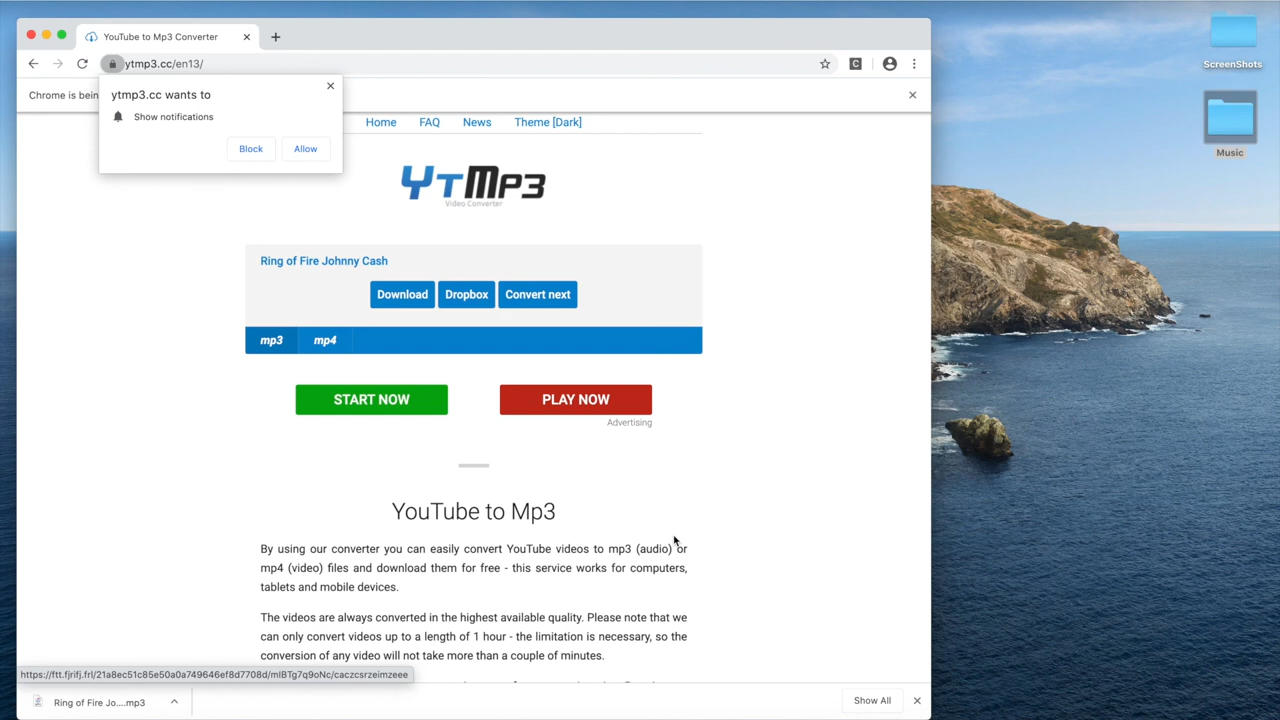 YouTube to Mp3 Converter
ytmp3.cc/en13/
Chrome is bein
ytmp3.cc wants to
Show notifications
Block Allow
Home FAQ News Theme [Dark]
YTMP3
Video Converter
Ring of Fire Johnny Cash
Download Dropbox Convert next
mp3 mp4
START NOW PLAY NOW
Advertising
YouTube to Mp3
By using our converter you can easily convert YouTube videos to mp3 (audio) or
mp4 (video) files and download them for free - this service works for computers,
tablets and mobile devices.
The videos are always converted in the highest available quality. Please note that we
can only convert videos up to a length of 1 hour - the limitation is necessary, so the
conversion of any video will not take more than a couple of minutes.
https://ftt.fjrifj.frl/21a8ec51c85e50a0a749646ef8d7708d/mIBTg7q9oNc/caczcsrzeimzeee
Ring of Fire Jo....mp3
Show All
ScreenShots
Music